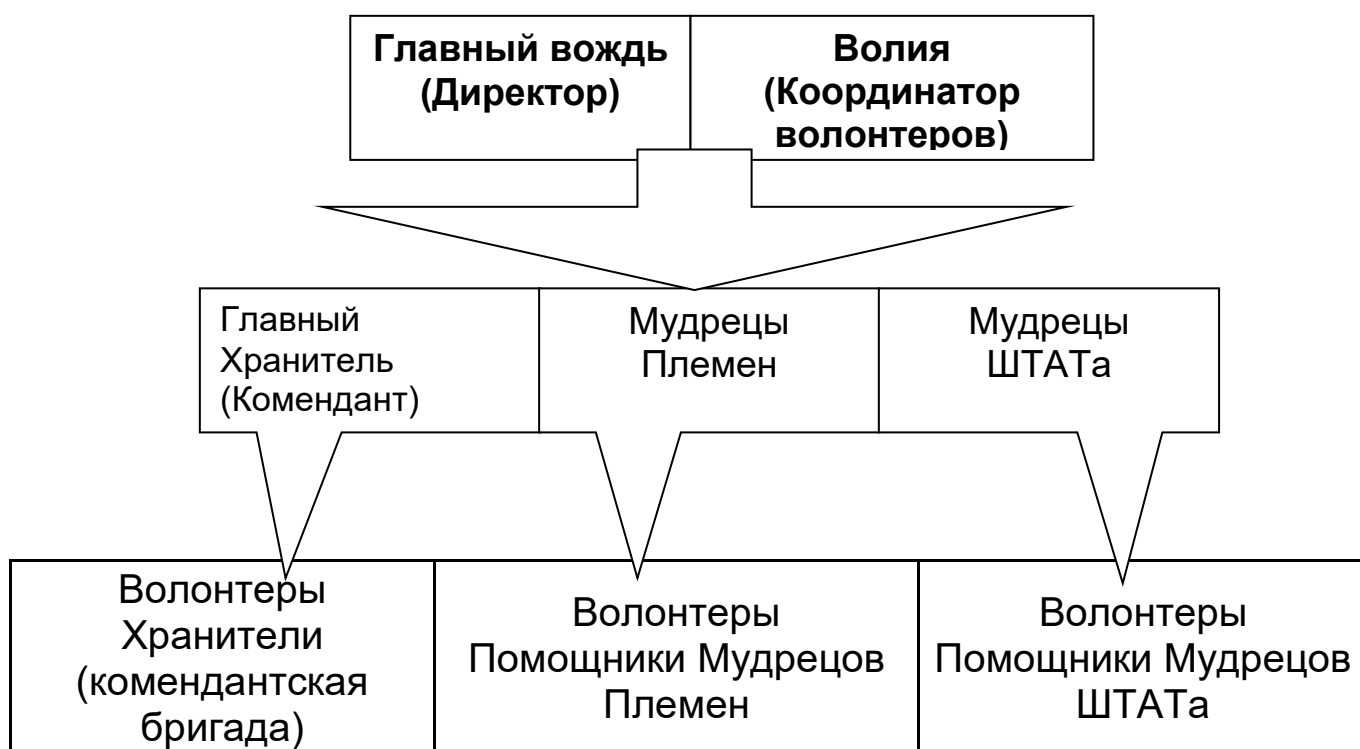 Главный вождь
(Директор)
Волия
(Координатор
волонтеров)
Главный
Хранитель
(Комендант)
Мудрецы
Племен
Мудрецы
ШТАТа
Волонтеры
Хранители
(комендантская
бригада)
Волонтеры
Помощники Мудрецов
Племен
Волонтеры
Помощники Мудрецов
ШТАТа